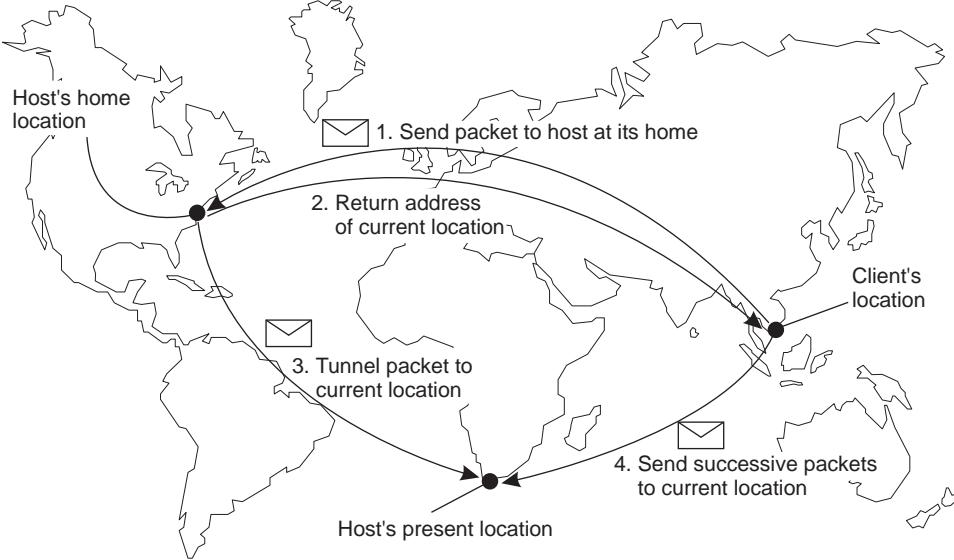 Host's home
location
1. Send packet to host at its home
2. Return address
of current location
Client's
location
3. Tunnel packet to
current location
4. Send successive packets
to current location
Host's present location